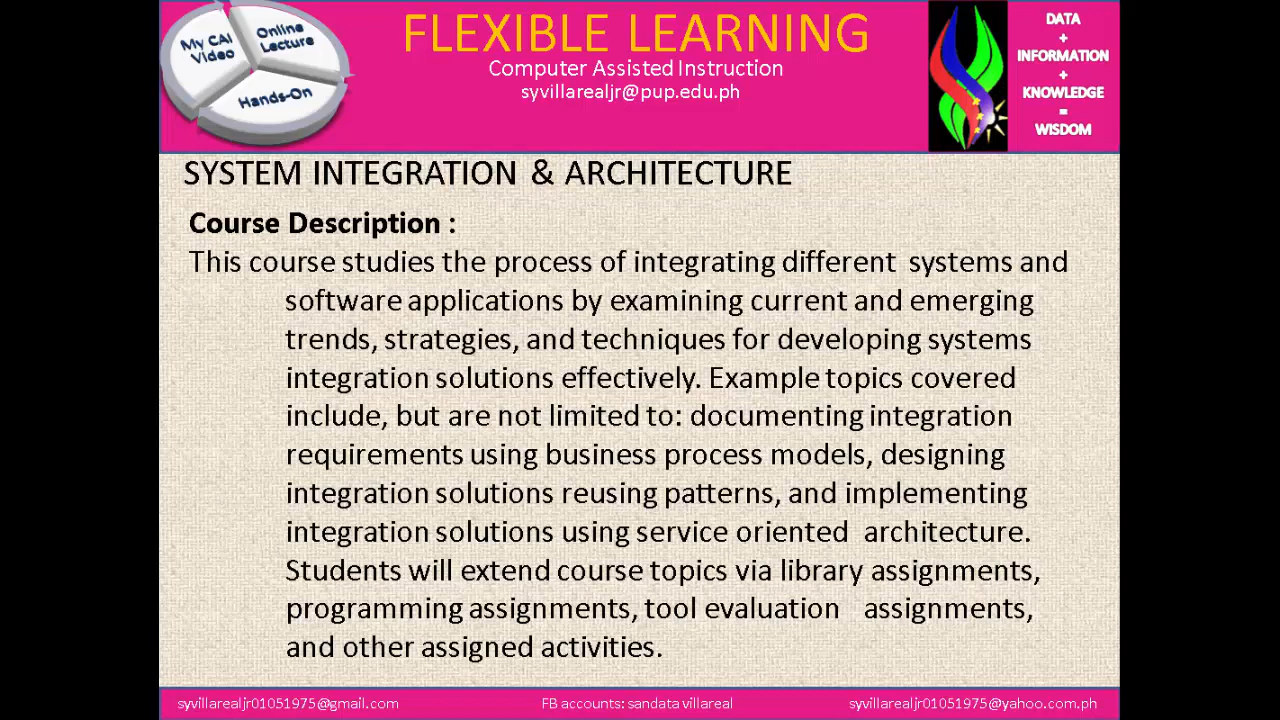 My CAI
Video
Online
Lecture
Hands-On
FLEXIBLE LEARNING
Computer Assisted Instruction
syvillarealjr@pup.edu.ph
DATA
+
INFORMATION
+
KNOWLEDGE
=
WISDOM
SYSTEM INTEGRATION & ARCHITECTURE
Course Description :
This course studies the process of integrating different systems and
software applications by examining current and emerging
trends, strategies, and techniques for developing systems
integration solutions effectively. Example topics covered
include, but are not limited to: documenting integration
requirements using business process models, designing
integration solutions reusing patterns, and implementing
integration solutions using service oriented architecture.
Students will extend course topics via library assignments,
programming assignments, tool evaluation assignments,
and other assigned activities.
syvillarealjr01051975@gmail.com
FB accounts: sandata villareal
syvillarealjr01051975@yahoo.com.ph